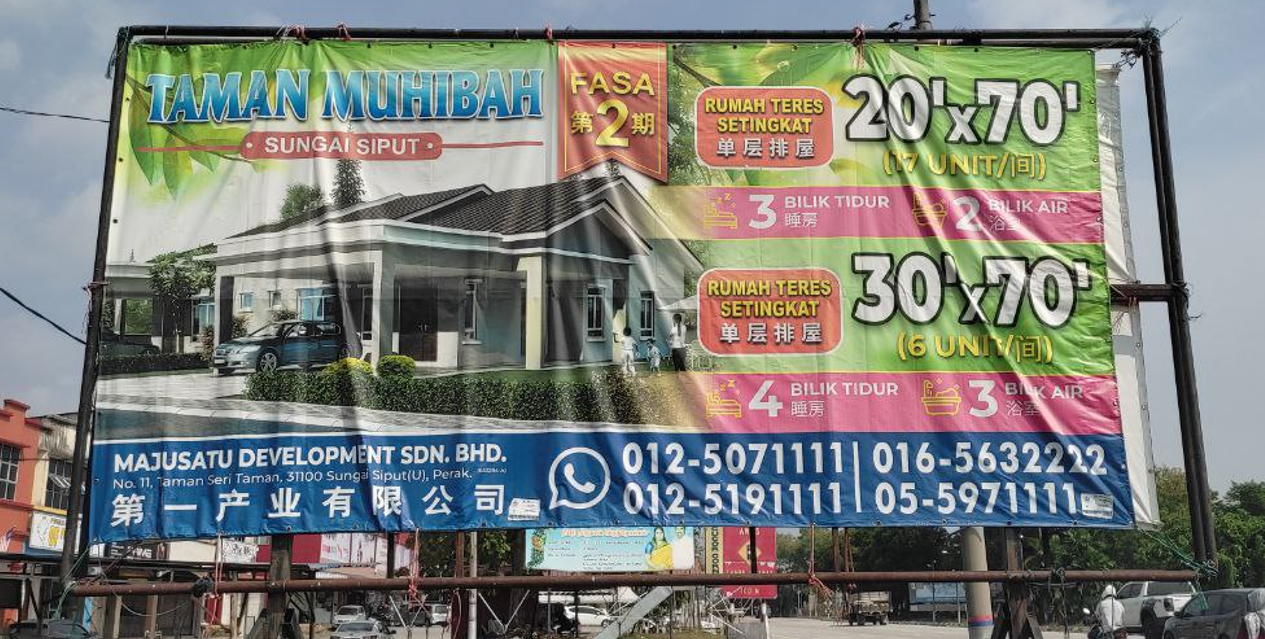 TAMAN MUHIBAH
SUNGAI SIPUT
FASA
第2期
RUMAH TERES
SETINGKAT
单层排屋
20'x70'
(17 UNIT/间)
3 BILIK TIDUR
睡房
2 BILIK AIR
浴室
RUMAH TERES
SETINGKAT
单层排屋
30'x70'
(6 UNIT/间)
4 BILIK TIDUR
睡房
3 BILIK AIR
浴室
MAJUSATU DEVELOPMENT SDN. BHD.
No. 11, Taman Seri Taman, 31100 Sungai Siput(U), Perak.
第一产业有限公司
012-5071111
012-5191111
016-5632222
05-5971111